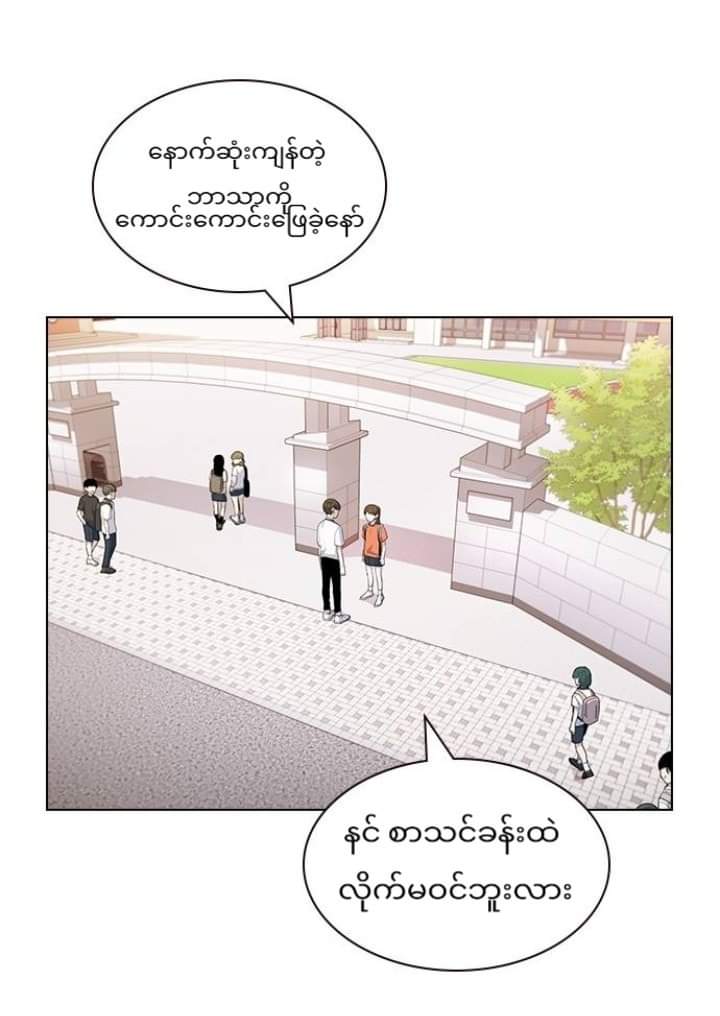 နောက်ဆုံးကျန်တဲ့
ဘာသာကို
ကောင်းကောင်းဖြေခဲ့နော်
နင် စာသင်ခန်းထဲ
လိုက်မဝင်ဘူးလား